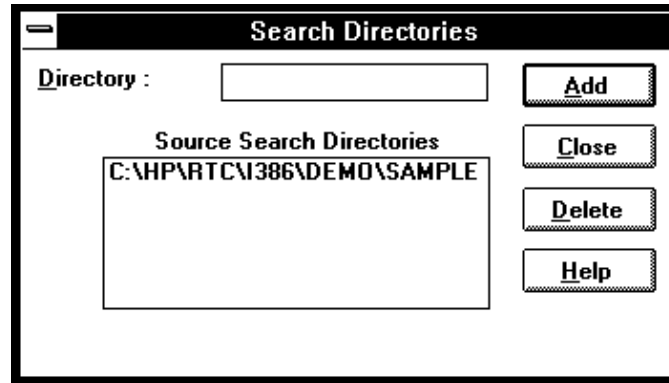 Search Directories
Directory :
Add
Source Search Directories
Close
C:\HP\RTC\I386\DEMO\SAMPLE
Delete
Help